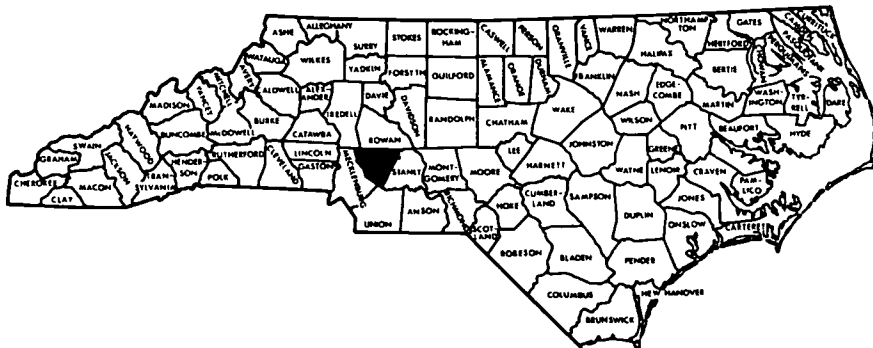 ASHE
ALLEGHANY
SURRY
STOKES
ROCKING-
HAM
CASWELL
PERSON
GRANVILLE
VANCE
WARREN
NORTHAMP-
TON
GATES
HERTFORD
CURRITUCK
CAMDEN
PASQUOTANK
PERQUIMANS
CHOWAN
WATAUGA
WILKES
YADKIN
FORSYTH
GUILFORD
ALAMANCE
ORANGE
DURHAM
FRANKLIN
HALIFAX
BERTIE
MADISON
YANCEY
MITCHELL
AVERY
CALDWELL
ALEX-
ANDER
IREDELL
DAVIE
DAVIDSON
RANDOLPH
CHATHAM
WAKE
NASH
EDGE-
COMBE
MARTIN
WASH-
INGTON
TYR-
RELL
DARE
BUNCOMBE
McDOWELL
BURKE
CATAWBA
ROWAN
JOHNSTON
WILSON
PITT
BEAUFORT
HYDE
GRAHAM
SWAIN
HAYWOOD
JACKSON
HENDER-
SON
RUTHERFORD
CLEVELAND
LINCOLN
GASTON
MECKLENBURG
STANLY
MONT-
GOMERY
MOORE
LEE
HARNETT
WAYNE
GREENE
LENOIR
CRAVEN
PAM-
LICO
CHEROKEE
CLAY
MACON
TRAN-
SYLVANIA
POLK
UNION
ANSON
RICHMOND
SCOT-
LAND
HOKE
CUMBER-
LAND
SAMPSON
DUPLIN
JONES
ONSLOW
CARTERET
ROBESON
BLADEN
PENDER
COLUMBUS
NEW HANOVER
BRUNSWICK